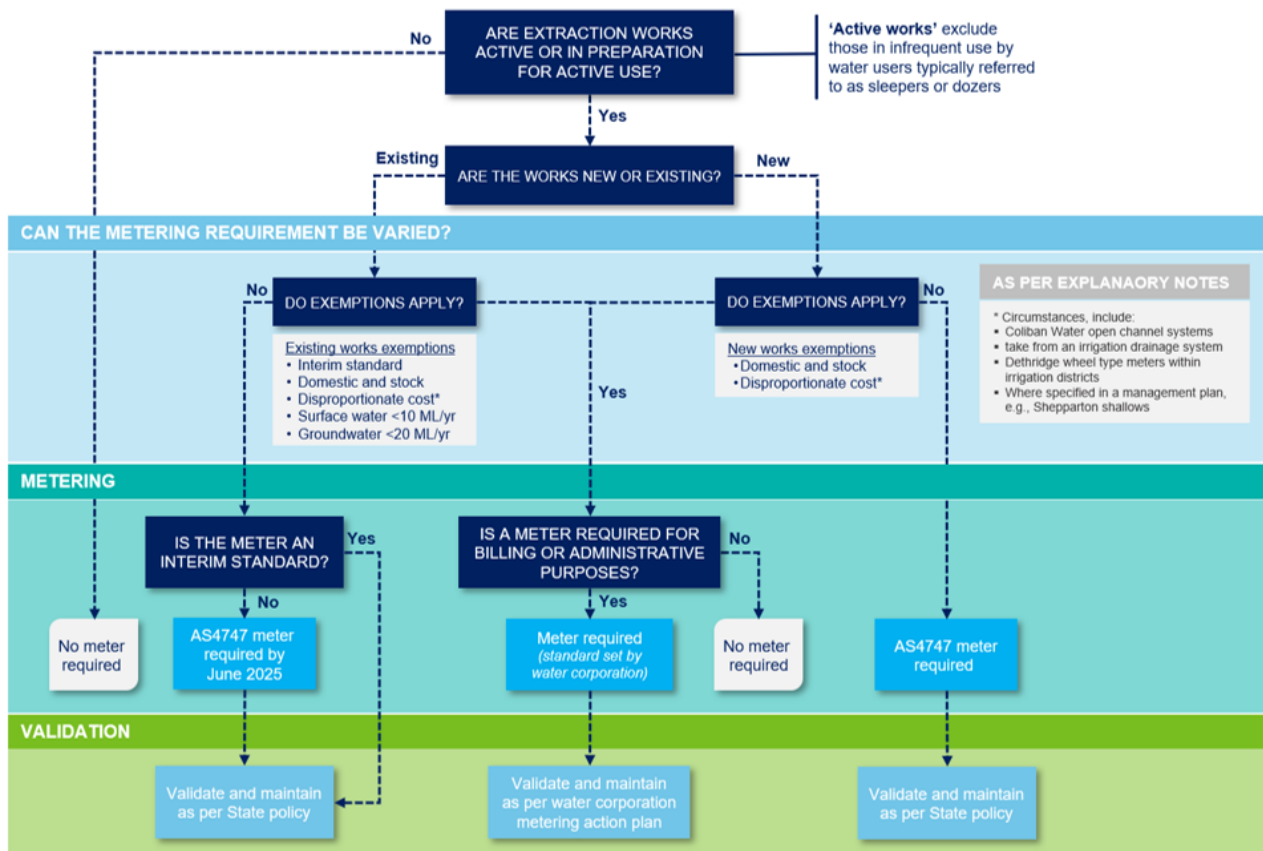 No
ARE EXTRACTION WORKS
ACTIVE OR IN PREPARATION
FOR ACTIVE USE?
'Active works' exclude
those in infrequent use by
water users typically referred
to as sleepers or dozers
Yes
Existing
ARE THE WORKS NEW OR EXISTING?
New
CAN THE METERING REQUIREMENT BE VARIED?
No
DO EXEMPTIONS APPLY?
Existing works exemptions
• Interim standard
• Domestic and stock
• Disproportionate cost*
• Surface water <10 ML/yr
• Groundwater <20 ML/yr
Yes
DO EXEMPTIONS APPLY?
No
New works exemptions
• Domestic and stock
• Disproportionate cost*
AS PER EXPLANAORY NOTES
* Circumstances, include:
▪ Coliban Water open channel systems
▪ take from an irrigation drainage system
▪ Dethridge wheel type meters within
irrigation districts
▪ Where specified in a management plan,
e.g., Shepparton shallows
METERING
IS THE METER AN
INTERIM STANDARD?
Yes
No
IS A METER REQUIRED FOR
BILLING OR ADMINISTRATIVE
PURPOSES?
No
Yes
No meter
required
AS4747 meter
required by
June 2025
Meter required
(standard set by
water corporation)
No meter
required
AS4747 meter
required
VALIDATION
Validate and maintain
as per State policy
Validate and maintain
as per water corporation
metering action plan
Validate and maintain
as per State policy